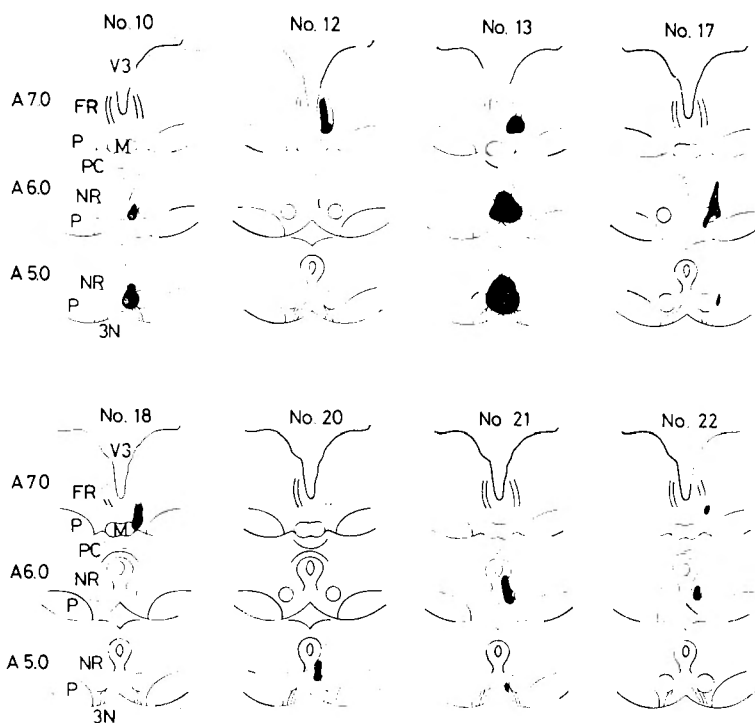 No. 10 No. 12 No. 13 No. 17
V3
A 7.0 FR
P M
PC
A 6.0 NR
P
A 5.0 NR
P
3N
No. 18 No. 20 No 21 No. 22
V3
A 7.0 FR
P M
PC
A 6.0 NR
P
A 5.0 NR
P
3N